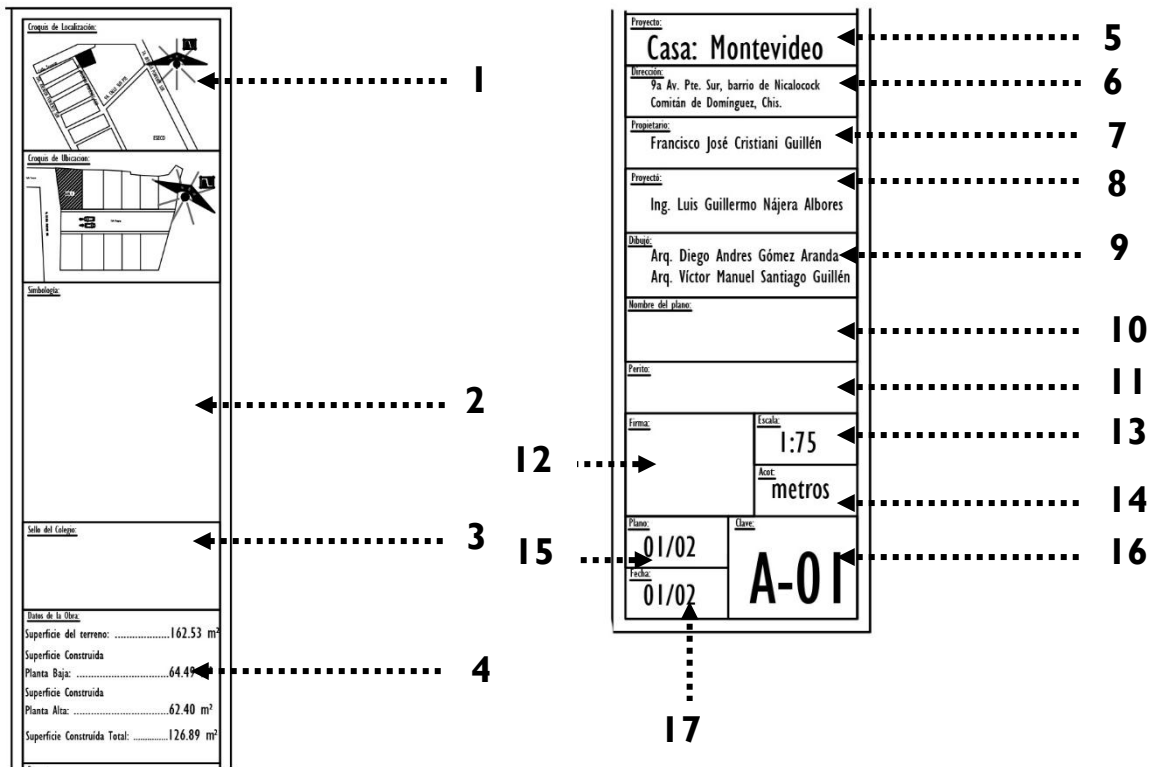 Croquis de Localización:
N
ESECO
1
Croquis de Ubicacion:
N
Simbología:
2
Sello del Colegio:
3
Datos de la Obra:
Superficie del terreno: ....................162.53 m²
Superficie Construida
Planta Baja: .................................64.49 m²
4
Superficie Construida
Planta Alta: ..................................62.40 m²
Superficie Construída Total: ..............126.89 m²
Proyecto:
Casa: Montevideo
5
Dirección:
9a Av. Pte. Sur, barrio de Nicalocock
Comitán de Domínguez, Chis.
6
Propietario:
Francisco José Cristiani Guillén
7
Proyectó:
Ing. Luis Guillermo Nájera Albores
8
Dibujó:
Arq. Diego Andres Gómez Aranda
Arq. Víctor Manuel Santiago Guillén
9
Nombre del plano:
10
Perito:
11
Firma:
12
Escala:
1:75
13
Acot:
metros
14
Plano:
01/02
15
Clave:
A-01
16
Fecha:
01/02
17